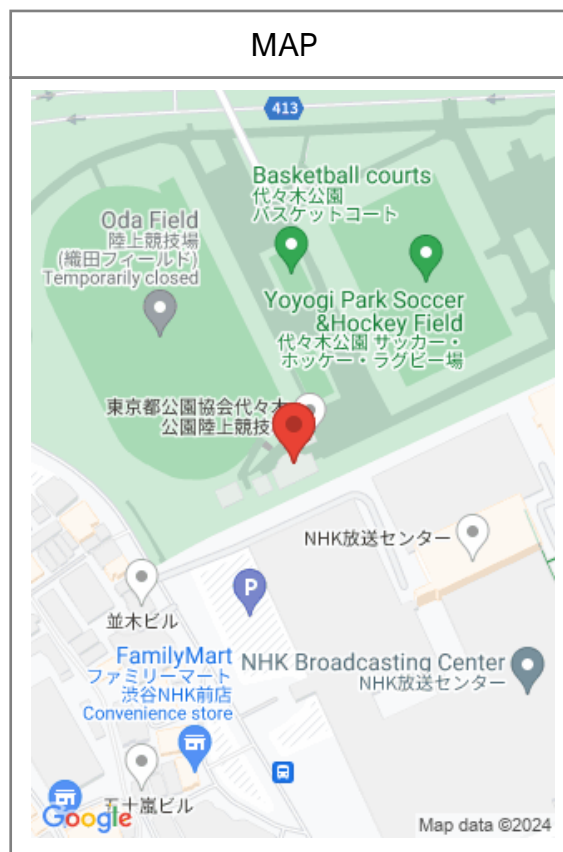 MAP
413
Basketball courts
代々木公園
バスケットコート
Oda Field
陸上競技場
(織田フィールド)
Temporarily closed
Yoyogi Park Soccer
&Hockey Field
代々木公園 サッカー・
ホッケー・ラグビー場
東京都公園協会代々木
公園陸上競技
NHK放送センター
P
並木ビル
FamilyMart
ファミリーマート
渋谷NHK前店
Convenience store
NHK Broadcasting Center
NHK放送センター
五十嵐ビル
Google
Map data ©2024